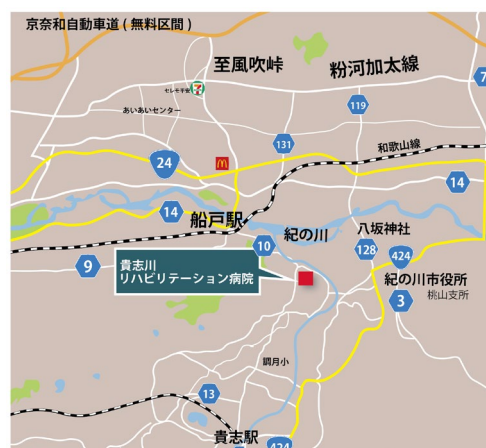 京奈和自動車道(無料区間)
至風吹峠
粉河加太線
7
セレモ平安
7
119
あいあいセンター
131
和歌山線
24
M
14
14
船戸駅
紀の川
八坂神社
10
128
424
9
貴志川
リハビリテーション病院
紀の川市役所
桃山支所
3
調月小
13
貴志駅
424